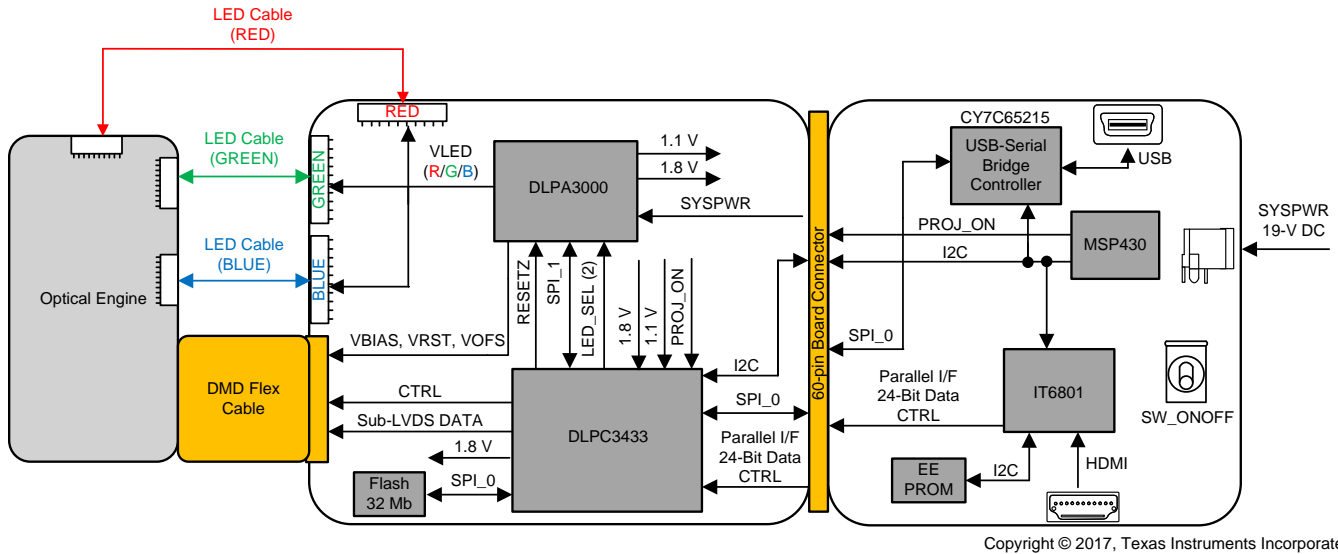 LED Cable
(RED)
RED
LED Cable
(GREEN)
GREEN
VLED
(R/G/B)
DLPA3000
1.1 V
1.8 V
SYSPWR
LED Cable
(BLUE)
BLUE
Optical Engine
RESETZ
SPI_1
LED_SEL (2)
1.8 V
1.1 V
PROJ_ON
VBIAS, VRST, VOFS
DMD Flex
Cable
CTRL
Sub-LVDS DATA
1.8 V
SPI_0
Flash
32 Mb
DLPC3433
I2C
SPI_0
Parallel I/F
24-Bit Data
CTRL
60-pin Board Connector
CY7C65215
USB-Serial
Bridge
Controller
USB
PROJ_ON
I2C
MSP430
SYSPWR
19-V DC
SPI_0
Parallel I/F
24-Bit Data
CTRL
IT6801
SW_ONOFF
EE
PROM
I2C
HDMI
Copyright © 2017, Texas Instruments Incorporate